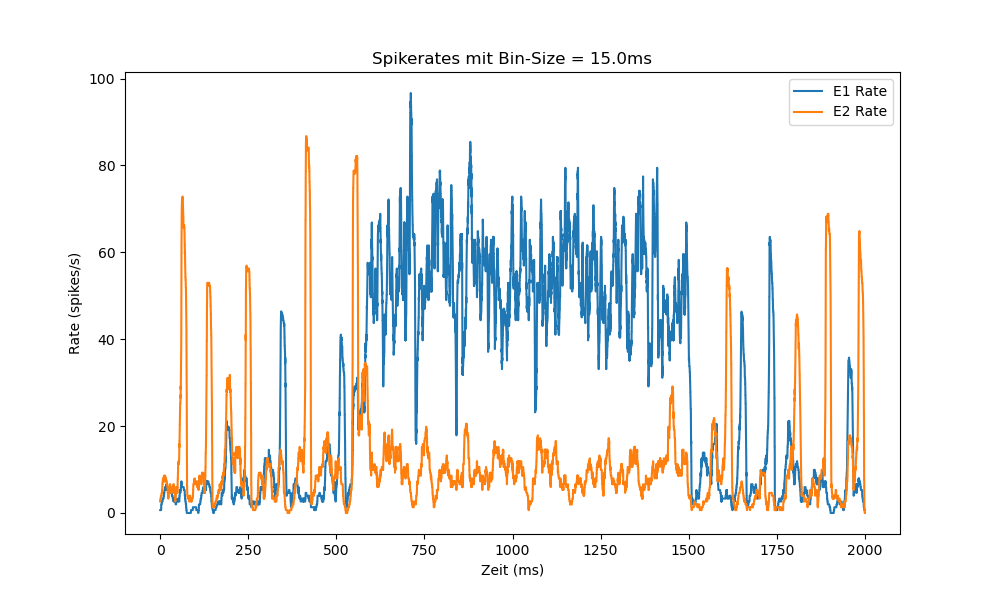 Spikerates mit Bin-Size = 15.0ms
E1 Rate
E2 Rate
Rate (spikes/s)
100
80
60
40
20
0
0 250 500 750 1000 1250 1500 1750 2000
Zeit (ms)